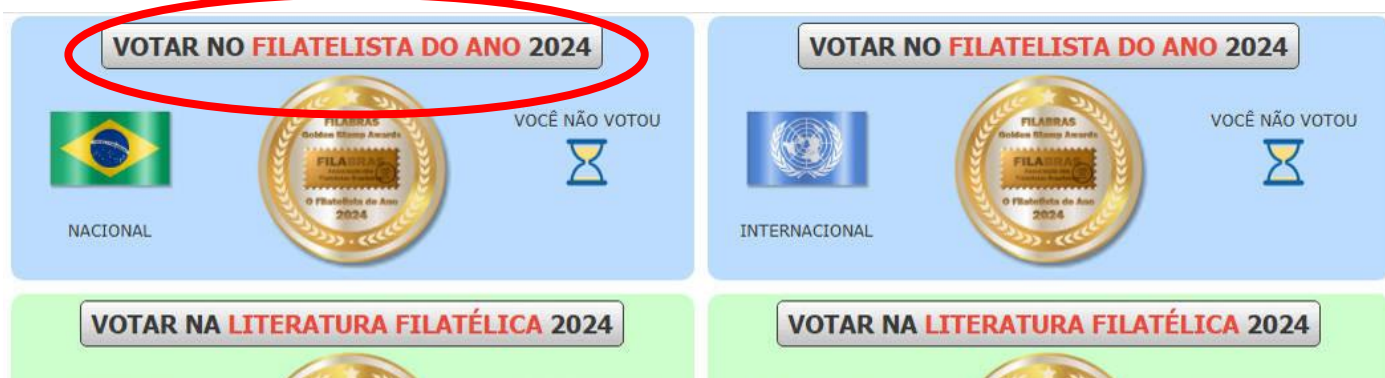 VOTAR NO FILATELISTA DO ANO 2024
FILABRAS
Golden Stamp Awards
FILABRAS
O Filatelista do Ano
2024
VOCÊ NÃO VOTOU
NACIONAL
VOTAR NO FILATELISTA DO ANO 2024
FILABRAS
Golden Stamp Awards
FILABRAS
O Filatelista do Ano
2024
VOCÊ NÃO VOTOU
INTERNACIONAL
VOTAR NA LITERATURA FILATÉLICA 2024
VOTAR NA LITERATURA FILATÉLICA 2024